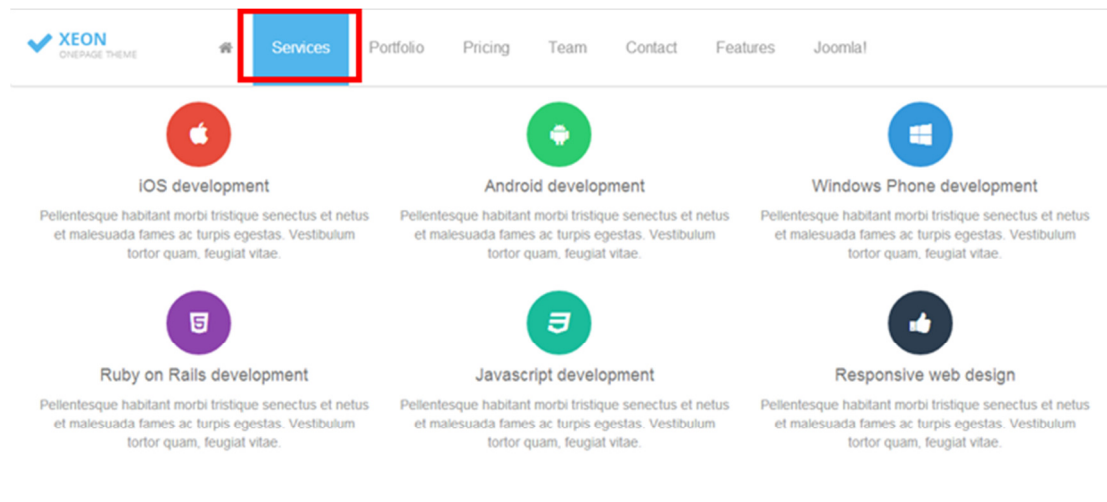 XEON
ONEPAGE THEME
Services Portfolio Pricing Team Contact Features Joomla!
iOS development
Pellentesque habitant morbi tristique senectus et netus
et malesuada fames ac turpis egestas. Vestibulum
tortor quam, feugiat vitae.
Android development
Pellentesque habitant morbi tristique senectus et netus
et malesuada fames ac turpis egestas. Vestibulum
tortor quam, feugiat vitae.
Windows Phone development
Pellentesque habitant morbi tristique senectus et netus
et malesuada fames ac turpis egestas. Vestibulum
tortor quam, feugiat vitae.
Ruby on Rails development
Pellentesque habitant morbi tristique senectus et netus
et malesuada fames ac turpis egestas. Vestibulum
tortor quam, feugiat vitae.
Javascript development
Pellentesque habitant morbi tristique senectus et netus
et malesuada fames ac turpis egestas. Vestibulum
tortor quam, feugiat vitae.
Responsive web design
Pellentesque habitant morbi tristique senectus et netus
et malesuada fames ac turpis egestas. Vestibulum
tortor quam, feugiat vitae.